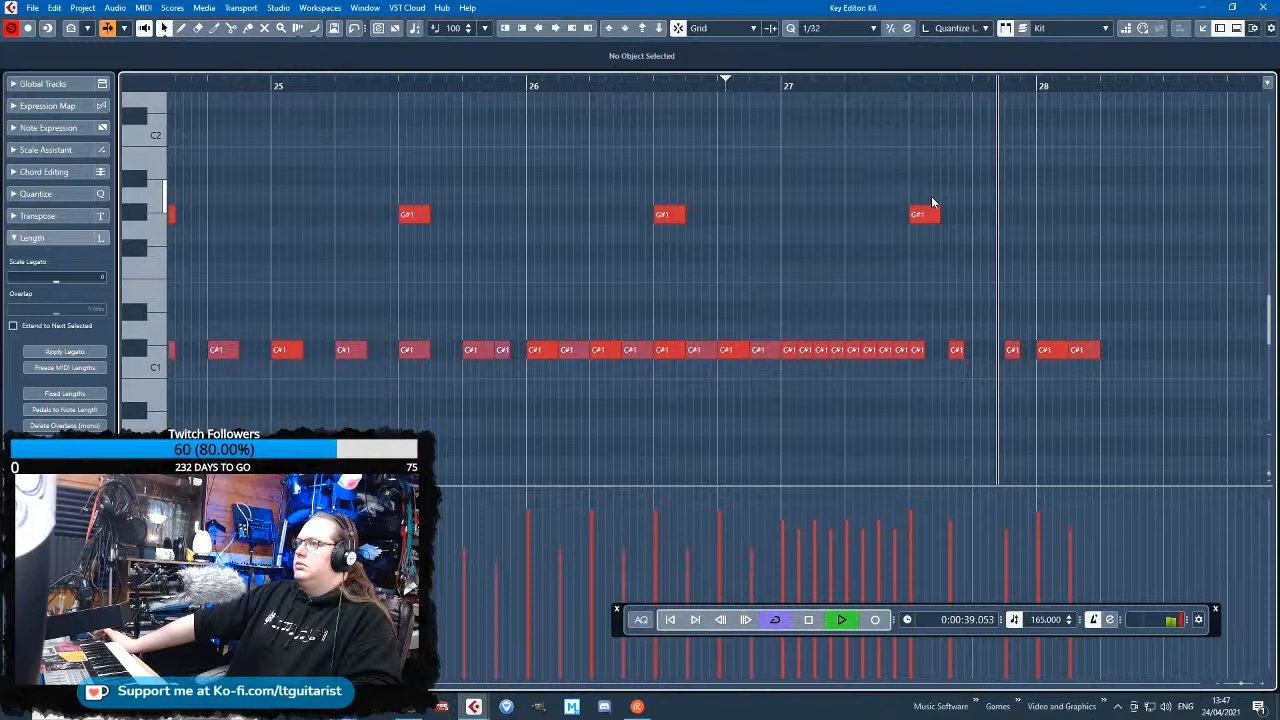 File Edit Project Audio MIDI Scores Media Transport Studio Workspaces Window VST Cloud Hub Help
Key Editor: Kit
100 Grid 1/32 Quantize L Kit
No Object Selected
Global Tracks
Expression Map
Note Expression
Scale Assistant
Chord Editing
Quantize Q
Transpose T
Length L
Scale Legato
0
Overlap
Extend to Next Selected
Apply Legato
Freeze MIDI Lengths
Fixed Lengths
Pedals to Note Length
Delete Overlaps (mono)
25 26 27 28
C2
G#1 G#1 G#1
C#1 C#1 C#1 C#1 C#1 C#1 C#1 C#1 C#1 C#1 C#1 C#1 C#1 C#1 C#1 C#1 C#1 C#1 C#1 C#1 C#1 C#1 C#1 C#1 C#1 C#1 C#1
C1
Twitch Followers
60 (80.00%)
0 232 DAYS TO GO 75
AQ 0:00:39.053 165.000
Support me at Ko-fi.com/ltguitarist
Music Software Games Video and Graphics ENG 13:47
24/04/2021